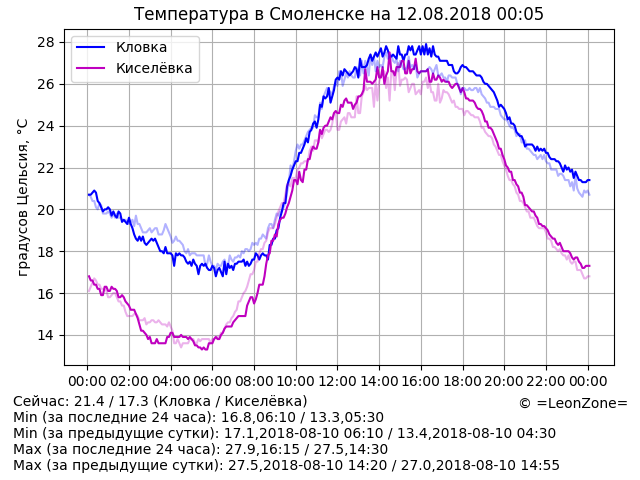 Температура в Смоленске на 12.08.2018 00:05
Кловка
Киселёвка
градусов Цельсия, °C
28
26
24
22
20
18
16
14
00:00 02:00 04:00 06:00 08:00 10:00 12:00 14:00 16:00 18:00 20:00 22:00 00:00
Сейчас: 21.4 / 17.3 (Кловка / Киселёвка)
© =LeonZone=
Min (за последние 24 часа): 16.8,06:10 / 13.3,05:30
Min (за предыдущие сутки): 17.1,2018-08-10 06:10 / 13.4,2018-08-10 04:30
Max (за последние 24 часа): 27.9,16:15 / 27.5,14:30
Max (за предыдущие сутки): 27.5,2018-08-10 14:20 / 27.0,2018-08-10 14:55